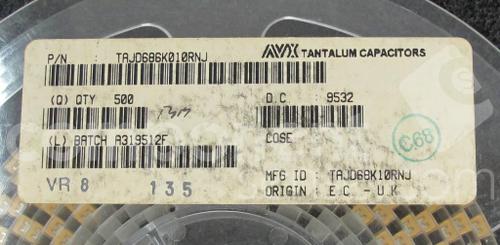 P/N : TAJD686K010RNJ
AVX TANTALUM CAPACITORS
(Q) QTY 500
D.C : 9532
(L) BATCH A319512F
COSE
C68
MFG ID : TAJD68K10RNJ
ORIGIN : E.C - U.K
VR 8 135